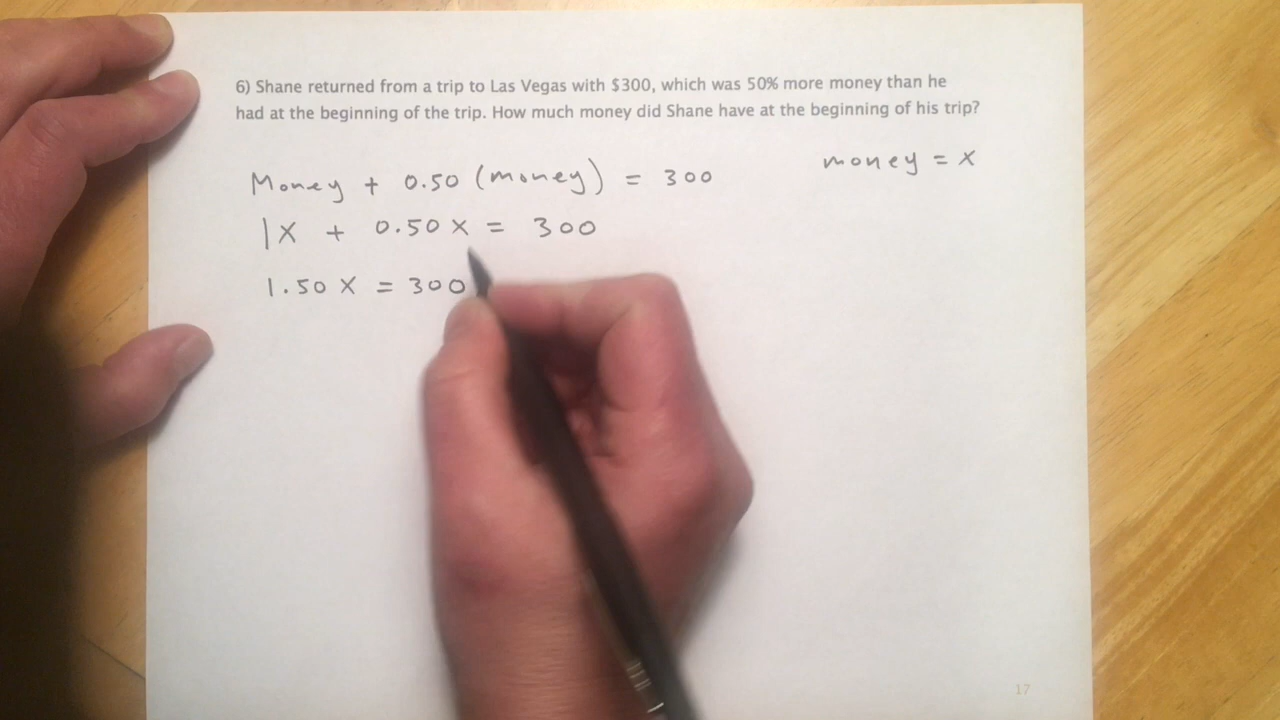 6) Shane returned from a trip to Las Vegas with $300, which was 50% more money than he
had at the beginning of the trip. How much money did Shane have at the beginning of his trip?
money = x
Money + 0.50 (money) = 300
1x + 0.50x = 300
1.50x = 300
17